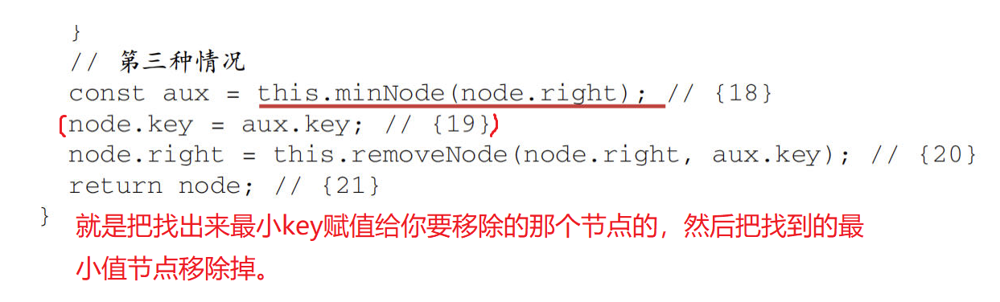 }
// 第三种情况
const aux = this.minNode(node.right); // {18}
(node.key = aux.key; // {19})
node.right = this.removeNode(node.right, aux.key); // {20}
return node; // {21}
}
就是把找出来最小key赋值给你要移除的那个节点的，然后把找到的最
小值节点移除掉。